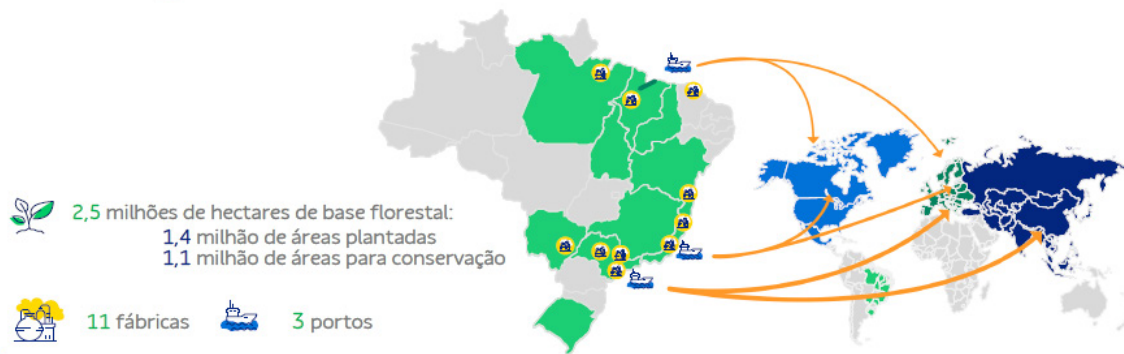 2,5 milhões de hectares de base florestal:
1,4 milhão de áreas plantadas
1,1 milhão de áreas para conservação
11 fábricas
3 portos